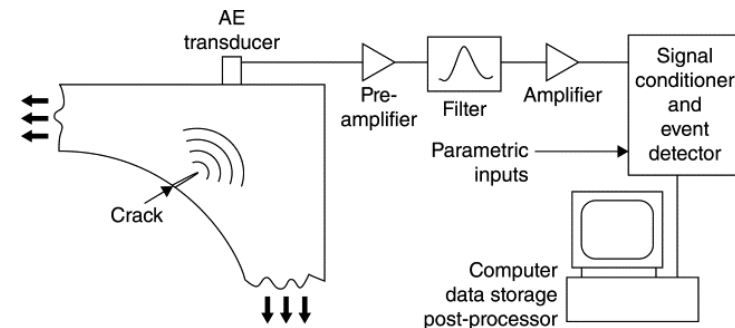 AE
transducer
Pre-
amplifier
Filter
Amplifier
Signal
conditioner
and
event
detector
Parametric
inputs
Crack
Computer
data storage
post-processor